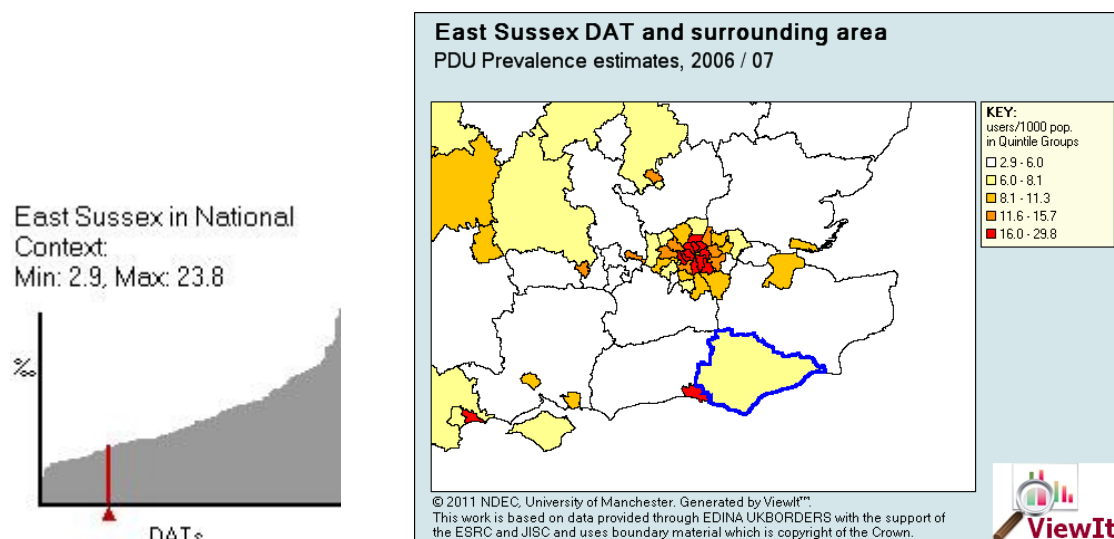 East Sussex in National
Context:
Min: 2.9, Max: 23.8
‰
DATs
East Sussex DAT and surrounding area
PDU Prevalence estimates, 2006 / 07
KEY:
users/1000 pop.
in Quintile Groups
2.9 - 6.0
6.0 - 8.1
8.1 - 11.3
11.6 - 15.7
16.0 - 29.8
© 2011 NDEC, University of Manchester. Generated by ViewIt™.
This work is based on data provided through EDINA UKBORDERS with the support of
the ESRC and JISC and uses boundary material which is copyright of the Crown.
ViewIt